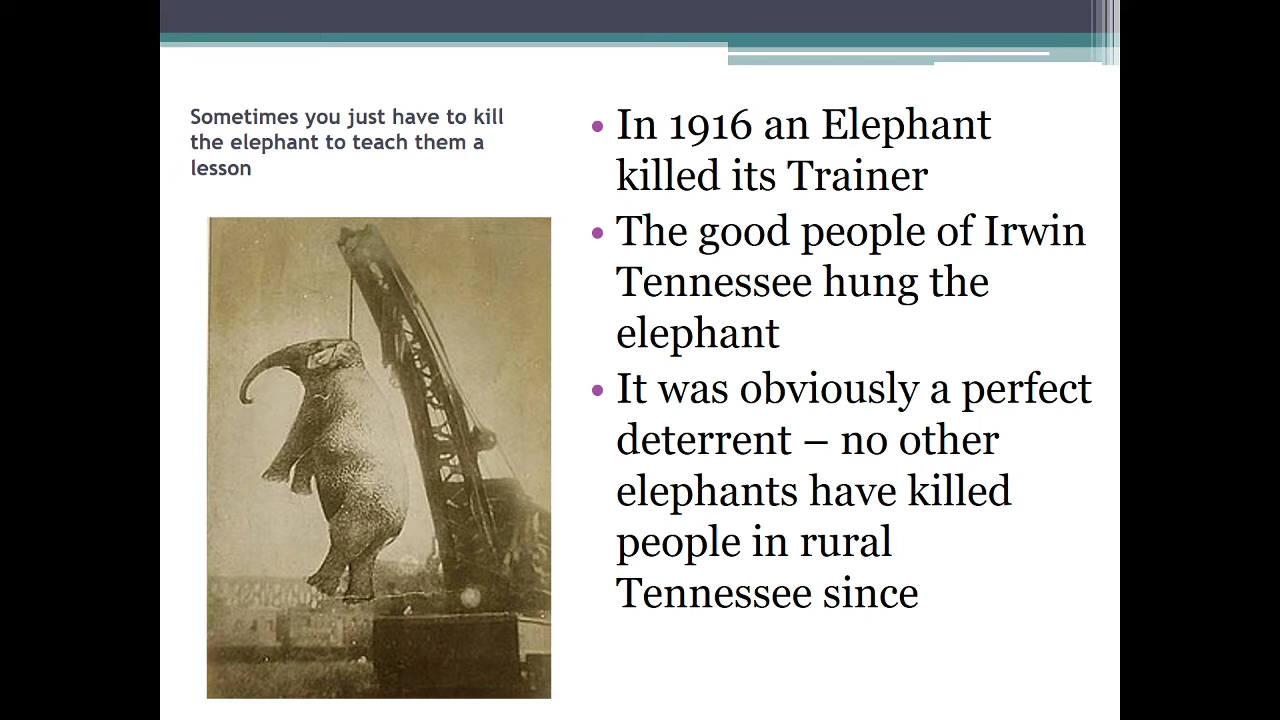 Sometimes you just have to kill
the elephant to teach them a
lesson
• In 1916 an Elephant
killed its Trainer
• The good people of Irwin
Tennessee hung the
elephant
• It was obviously a perfect
deterrent – no other
elephants have killed
people in rural
Tennessee since